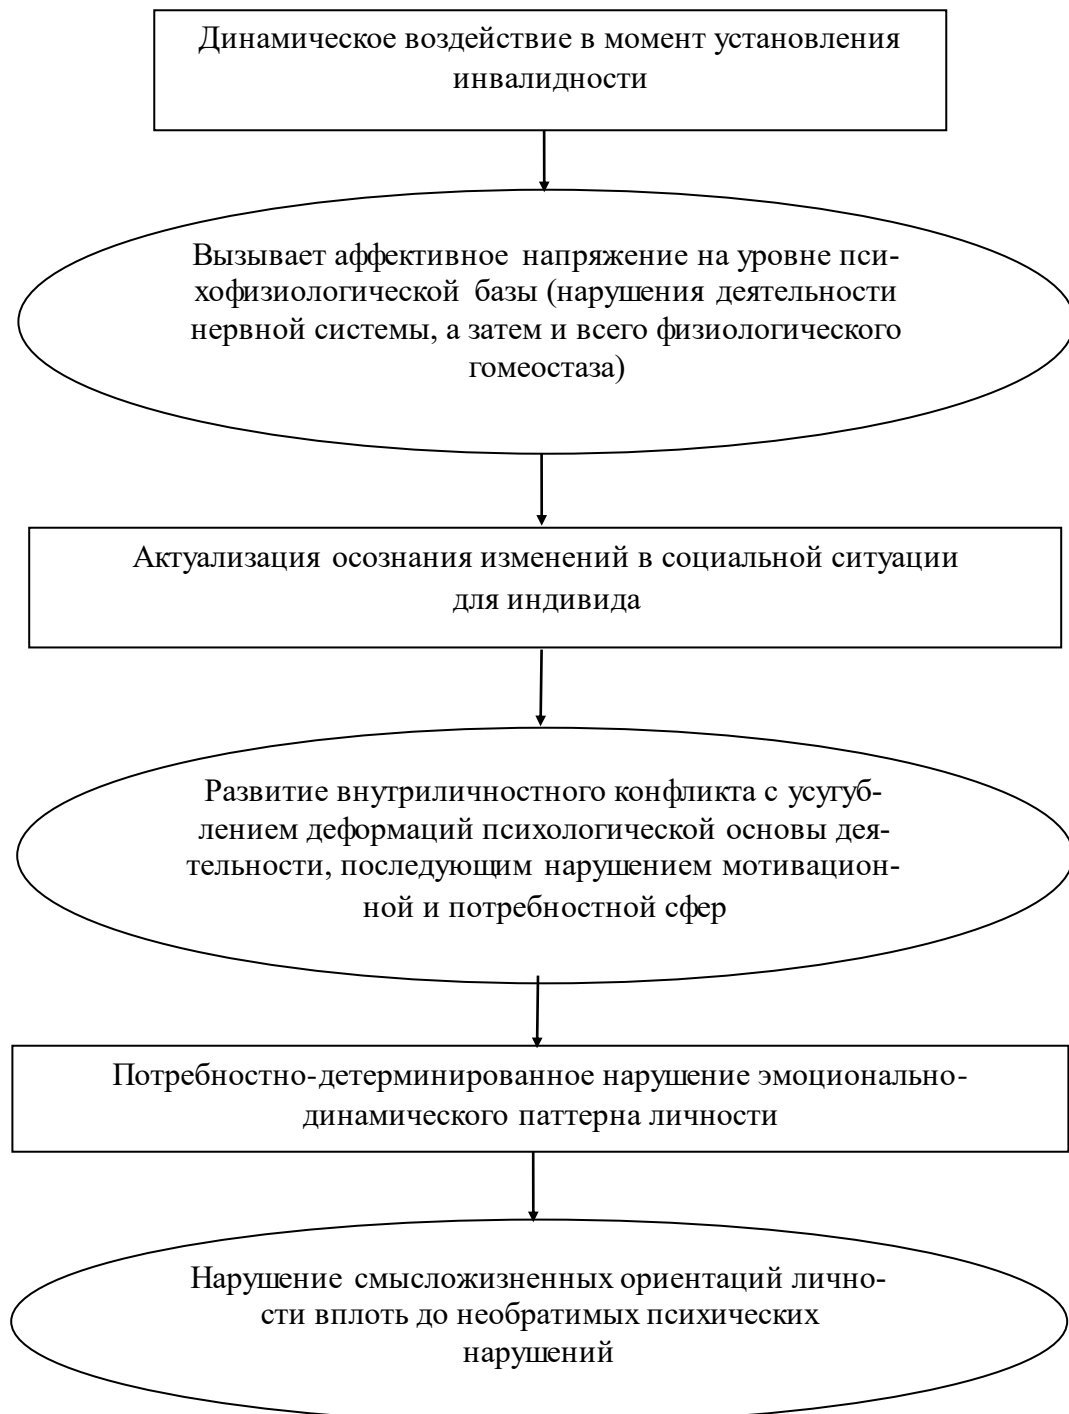 Динамическое воздействие в момент установления
инвалидности
Вызывает аффективное напряжение на уровне пси-
хофизиологической базы (нарушения деятельности
нервной системы, а затем и всего физиологического
гомеостаза)
Актуализация осознания изменений в социальной ситуации
для индивида
Развитие внутриличностного конфликта с усугуб-
лением деформаций психологической основы дея-
тельности, последующим нарушением мотивацион-
ной и потребностной сфер
Потребностно-детерминированное нарушение эмоционально-
динамического паттерна личности
Нарушение смысложизненных ориентаций лично-
сти вплоть до необратимых психических
нарушений